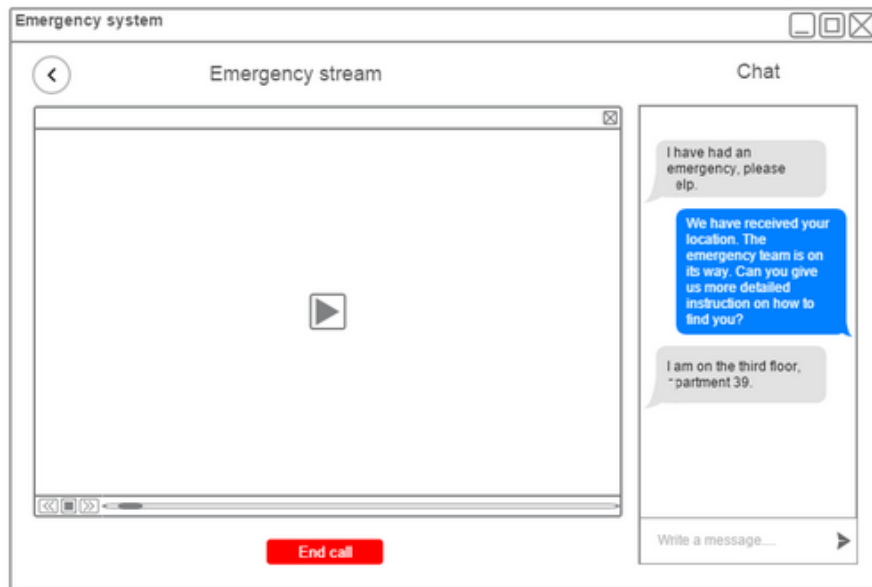 Emergency system
Emergency stream
Chat
I have had an
emergency, please
elp.
We have received your
location. The
emergency team is on
its way. Can you give
us more detailed
instruction on how to
find you?
I am on the third floor,
partment 39.
Write a message....
End call